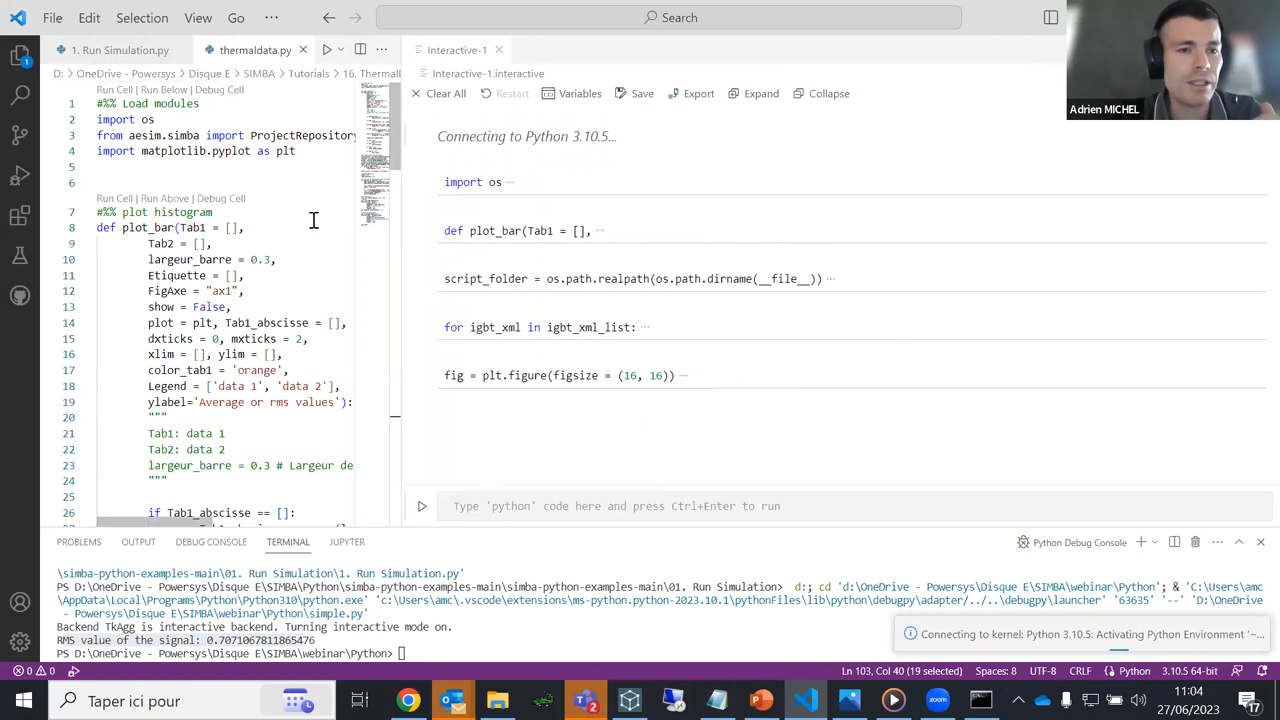 File Edit Selection View Go ··· Search
1. Run Simulation.py thermaldata.py ···
Interactive-1
D: > OneDrive - Powersys > Disque E > SIMBA > Tutorials > 16. Thermall
Interactive-1.interactive
Run Cell | Run Below | Debug Cell
Clear All Restart Variables Save Export Expand Collapse
1 #%% Load modules
2 import os
3 from aesim.simba import ProjectRepository
4 import matplotlib.pyplot as plt
5
6
Run Cell | Run Above | Debug Cell
7 #%% plot histogram
8 def plot_bar(Tab1 = [],
9 Tab2 = [],
10 largeur_barre = 0.3,
11 Etiquette = [],
12 FigAxe = "ax1",
13 show = False,
14 plot = plt, Tab1_abscisse = [],
15 dxticks = 0, mxticks = 2,
16 xlim = [], ylim = [],
17 color_tab1 = 'orange',
18 Legend = ['data 1', 'data 2'],
19 ylabel='Average or rms values'):
20 """
21 Tab1: data 1
22 Tab2: data 2
23 largeur_barre = 0.3 # Largeur de
24 """
25
26 if Tab1_abscisse == []:
Connecting to Python 3.10.5...
import os ···
def plot_bar(Tab1 = [], ···
script_folder = os.path.realpath(os.path.dirname(__file__)) ···
for igbt_xml in igbt_xml_list: ···
fig = plt.figure(figsize = (16, 16)) ···
Type 'python' code here and press Ctrl+Enter to run
Adrien MICHEL
PROBLEMS OUTPUT DEBUG CONSOLE TERMINAL JUPYTER Python Debug Console
\simba-python-examples-main\01. Run Simulation\1. Run Simulation.py'
PS D:\OneDrive - Powersys\Disque E\SIMBA\webinar\Python\simba-python-examples-main\simba-python-examples-main\01. Run Simulation> d:; cd 'd:\OneDrive - Powersys\Disque E\SIMBA\webinar\Python'; & 'C:\Users\amc
\AppData\Local\Programs\Python\Python310\python.exe' 'c:\Users\amc\.vscode\extensions\ms-python.python-2023.10.1\pythonFiles\lib\python\debugpy\adapter/../..\debugpy\launcher' '63635' '--' 'D:\OneDrive
- Powersys\Disque E\SIMBA\webinar\Python\simple.py'
Backend TkAgg is interactive backend. Turning interactive mode on.
RMS value of the signal: 0.7071067811865476
PS D:\OneDrive - Powersys\Disque E\SIMBA\webinar\Python>
Connecting to kernel: Python 3.10.5: Activating Python Environment '~...
0 0 Ln 103, Col 40 (19 selected) Spaces: 8 UTF-8 CRLF Python 3.10.5 64-bit
Taper ici pour 11:04
27/06/2023